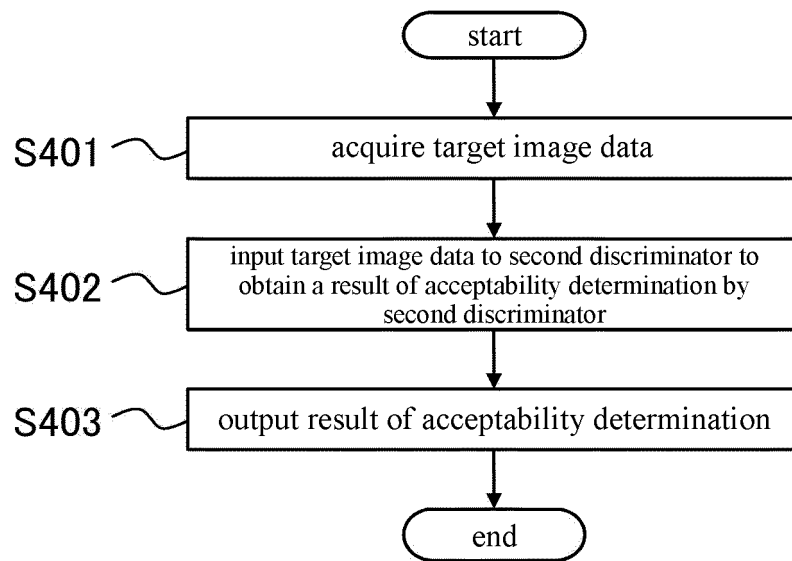 start
S401
acquire target image data
S402
input target image data to second discriminator to
obtain a result of acceptability determination by
second discriminator
S403
output result of acceptability determination
end